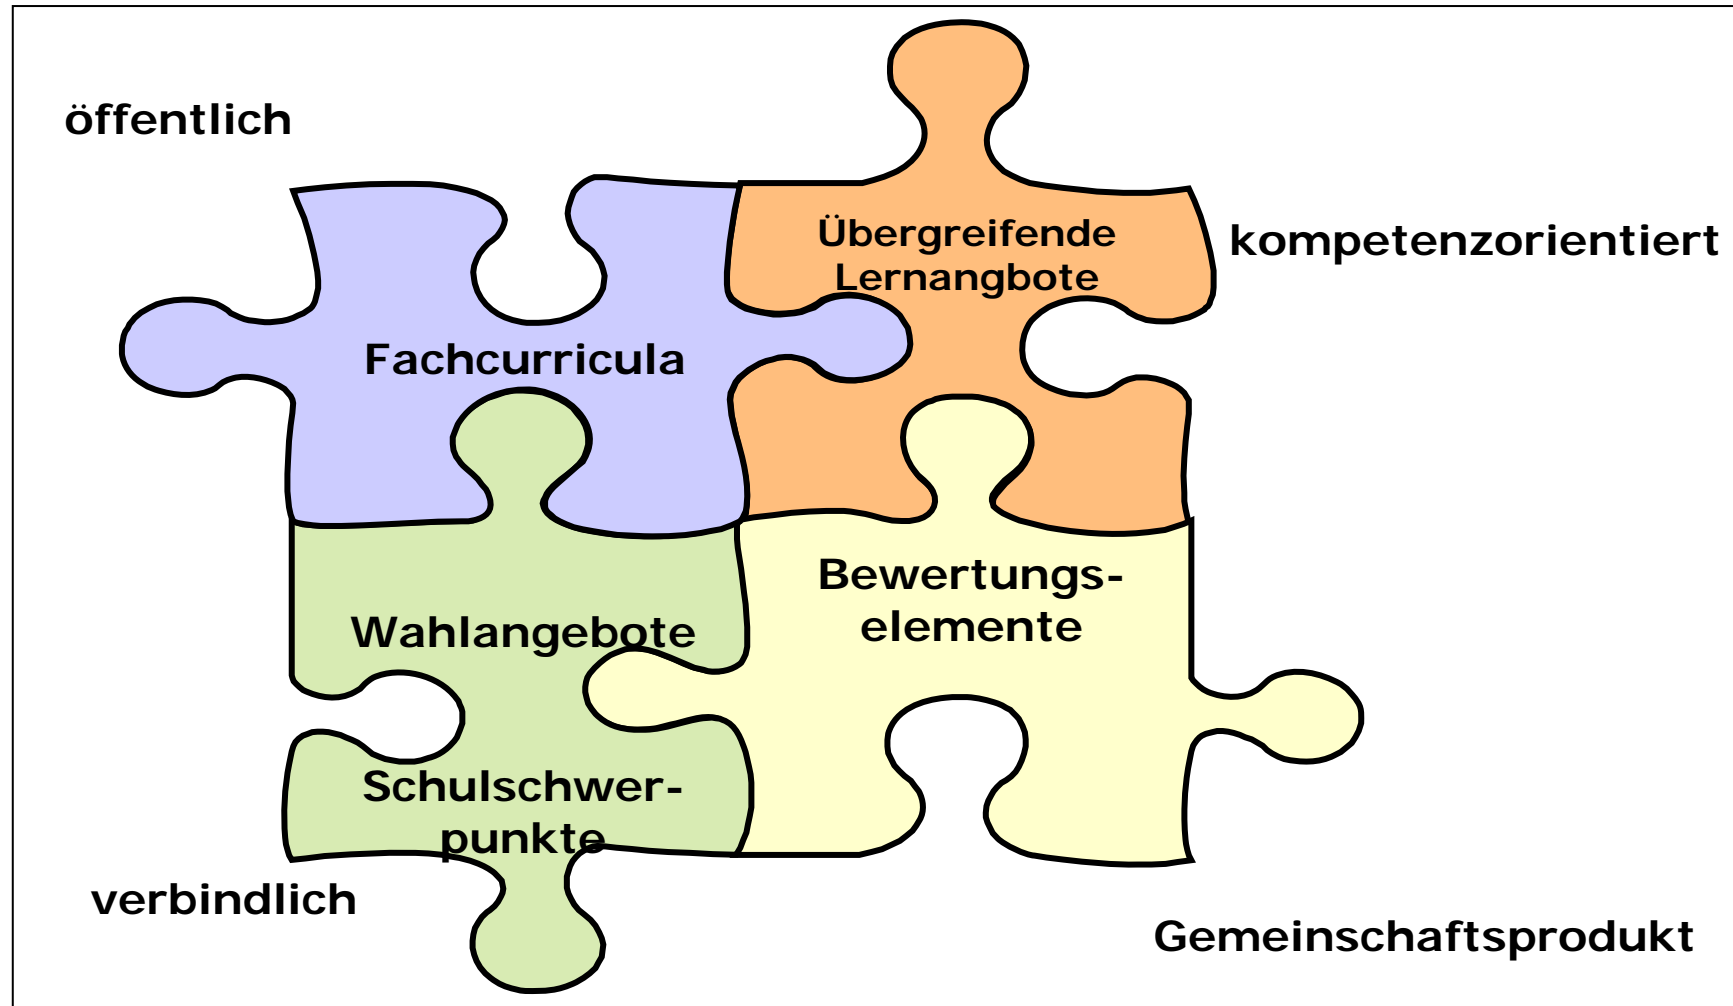 öffentlich
Übergreifende
Lernangbote
kompetenzorientiert
Fachcurricula
Bewertungs-
elemente
Wahlangebote
Schulschwer-
punkte
verbindlich
Gemeinschaftsprodukt